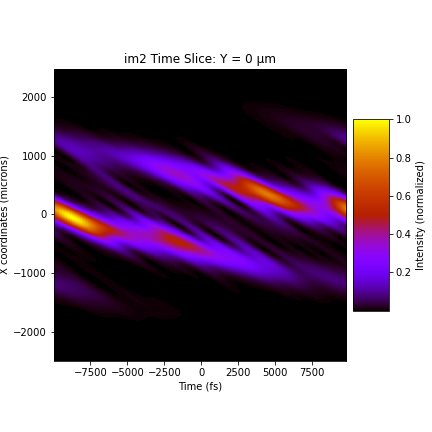 im2 Time Slice: Y = 0 μm
X coordinates (microns)
2000
1000
0
−1000
−2000
−7500 −5000 −2500 0 2500 5000 7500
Time (fs)
1.0
0.8
0.6
0.4
0.2
Intensity (normalized)